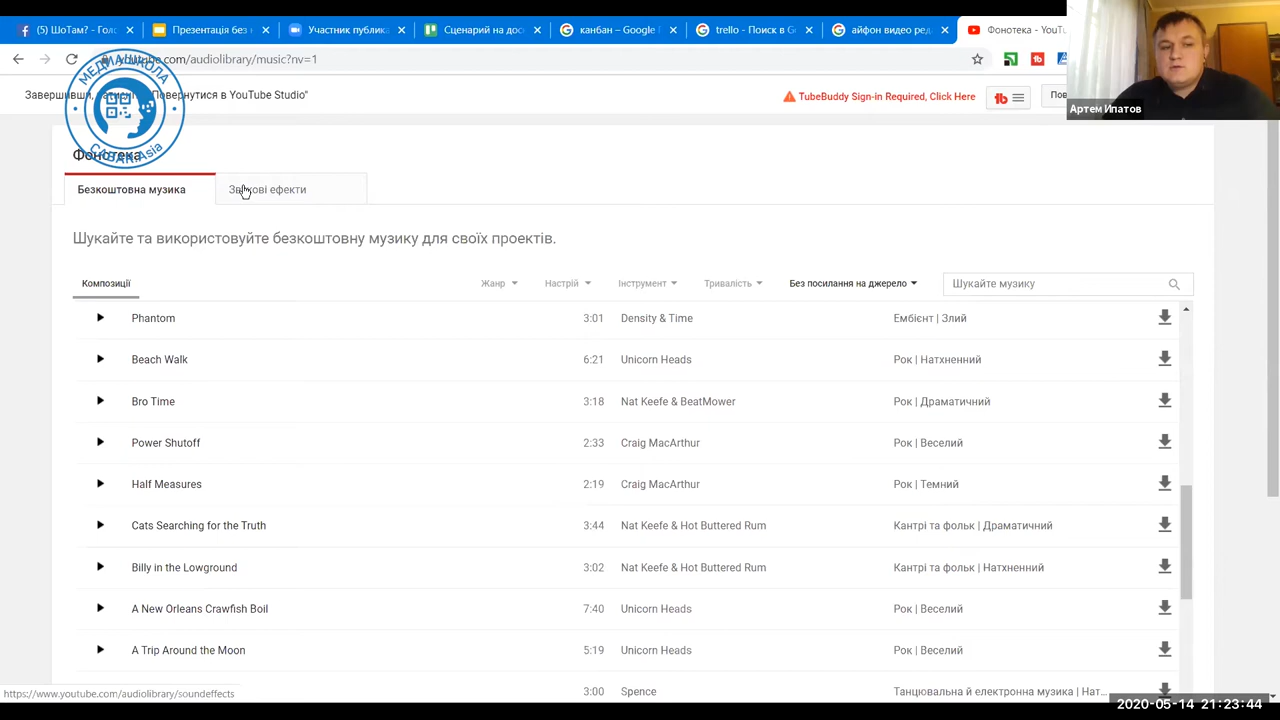 (5) ШоТам? - Гол
Презентація без
Участник публика
Сценарий на дос
канбан – Google
trello - Поиск в G
айфон видео ред
Фонотека - YouTu
youtube.com/audiolibrary/music?nv=1
Повернутися в YouTube Studio"
TubeBuddy Sign-in Required, Click Here
Пов
Артем Ипатов
МЕДИАШКОЛА
CABAR.Asia
Фонотека
Безкоштовна музика
Звукові ефекти
Шукайте та використовуйте безкоштовну музику для своїх проектів.
Композиції Жанр Настрій Інструмент Тривалість Без посилання на джерело Шукайте музику
Phantom 3:01 Density & Time Ембієнт | Злий
Beach Walk 6:21 Unicorn Heads Рок | Натхненний
Bro Time 3:18 Nat Keefe & BeatMower Рок | Драматичний
Power Shutoff 2:33 Craig MacArthur Рок | Веселий
Half Measures 2:19 Craig MacArthur Рок | Темний
Cats Searching for the Truth 3:44 Nat Keefe & Hot Buttered Rum Кантрі та фольк | Драматичний
Billy in the Lowground 3:02 Nat Keefe & Hot Buttered Rum Кантрі та фольк | Натхненний
A New Orleans Crawfish Boil 7:40 Unicorn Heads Рок | Веселий
A Trip Around the Moon 5:19 Unicorn Heads Рок | Веселий
3:00 Spence Танцювальна й електронна музика | Нат...
https://www.youtube.com/audiolibrary/soundeffects
2020-05-14 21:23:44